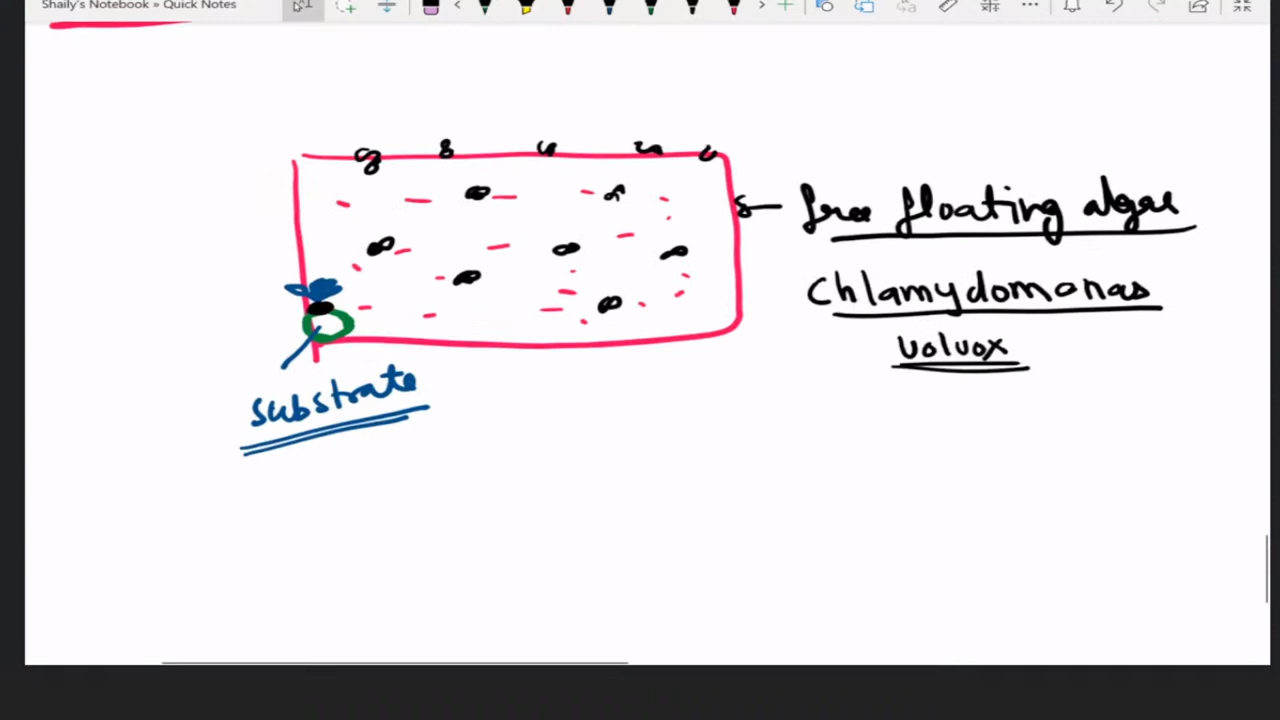 Shaily's Notebook » Quick Notes
free floating algae
Chlamydomonas
Volvox
substrate